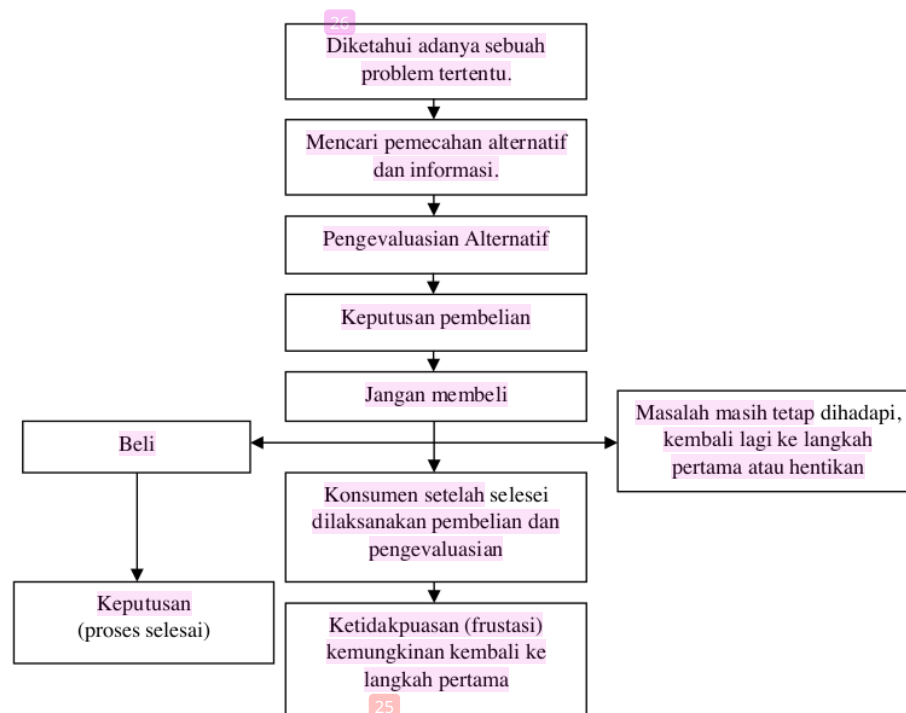 26
Diketahui adanya sebuah
problem tertentu.
Mencari pemecahan alternatif
dan informasi.
Pengevaluasian Alternatif
Keputusan pembelian
Jangan membeli
Masalah masih tetap dihadapi,
kembali lagi ke langkah
pertama atau hentikan
Beli
Konsumen setelah selesei
dilaksanakan pembelian dan
pengevaluasian
Keputusan
(proses selesai)
Ketidakpuasan (frustasi)
kemungkinan kembali ke
langkah pertama
25